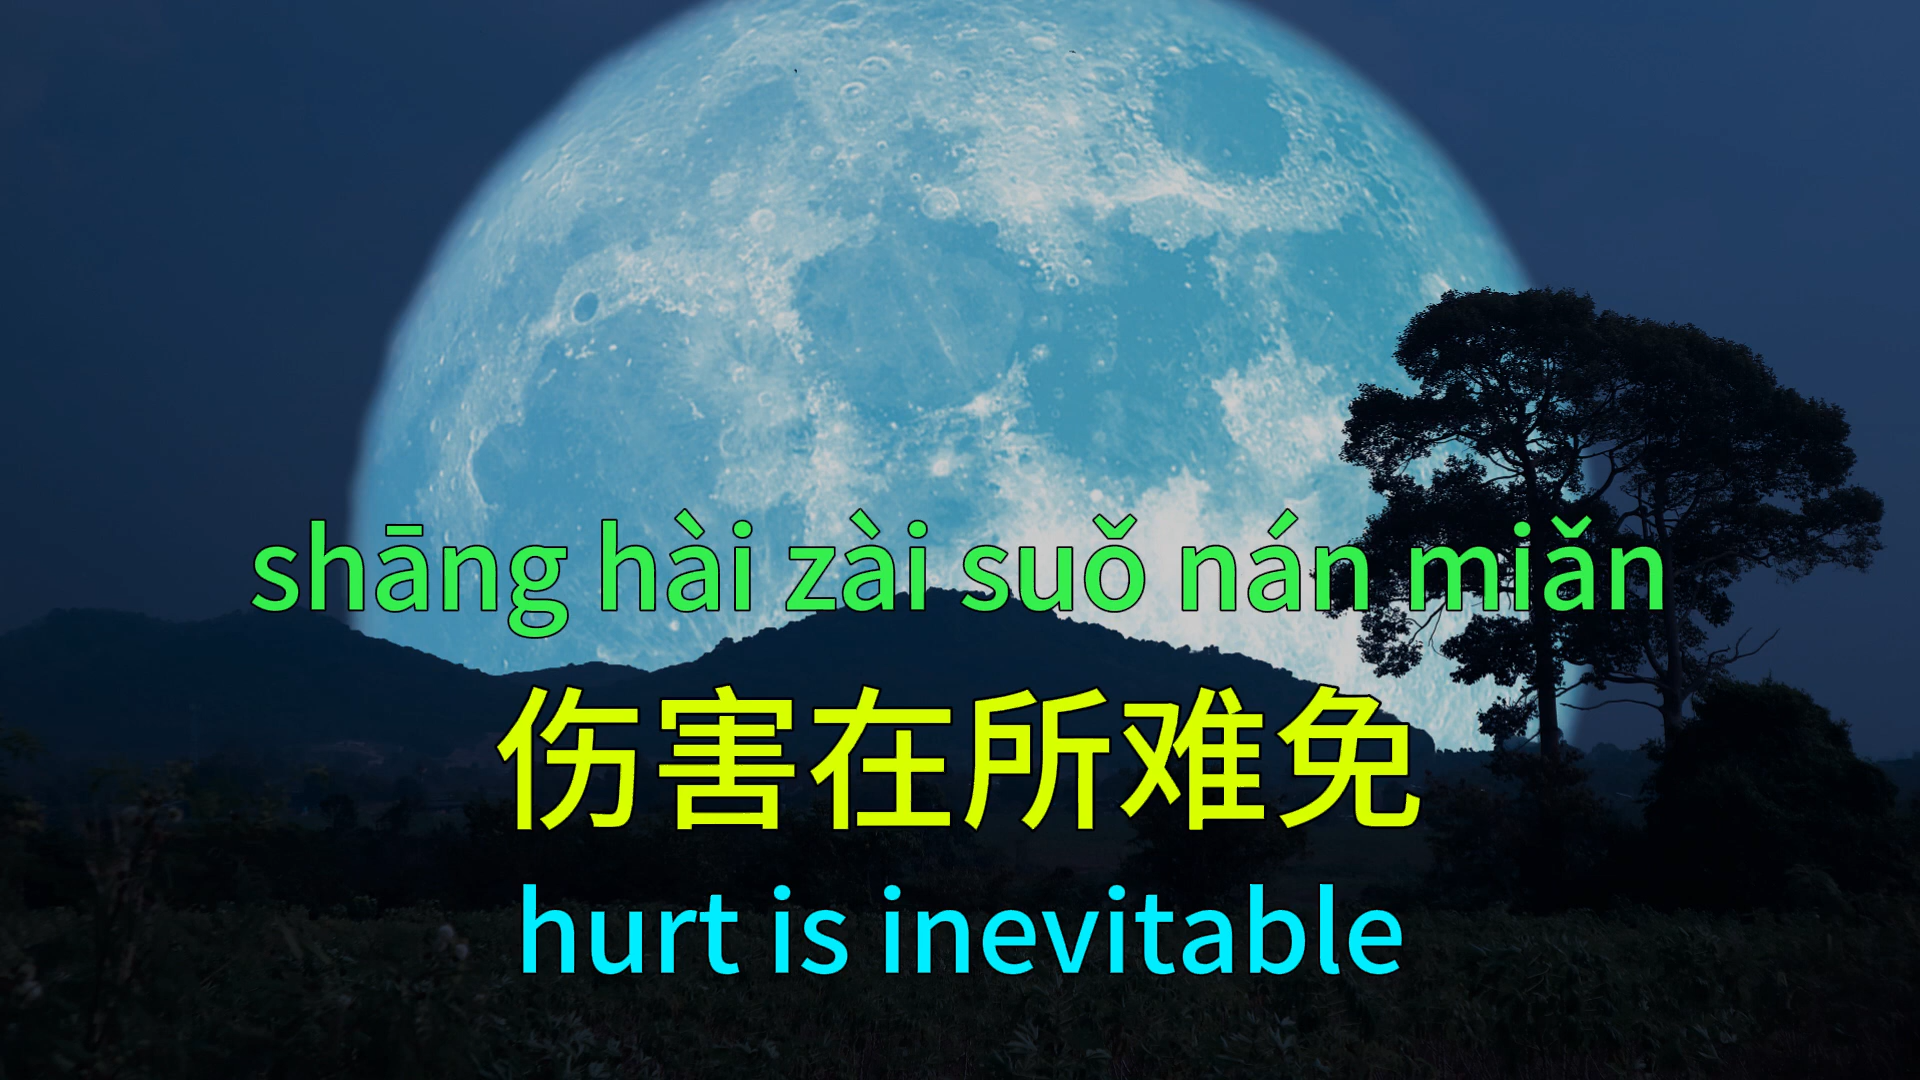 shāng hài zài suǒ nán miǎn
伤害在所难免
hurt is inevitable